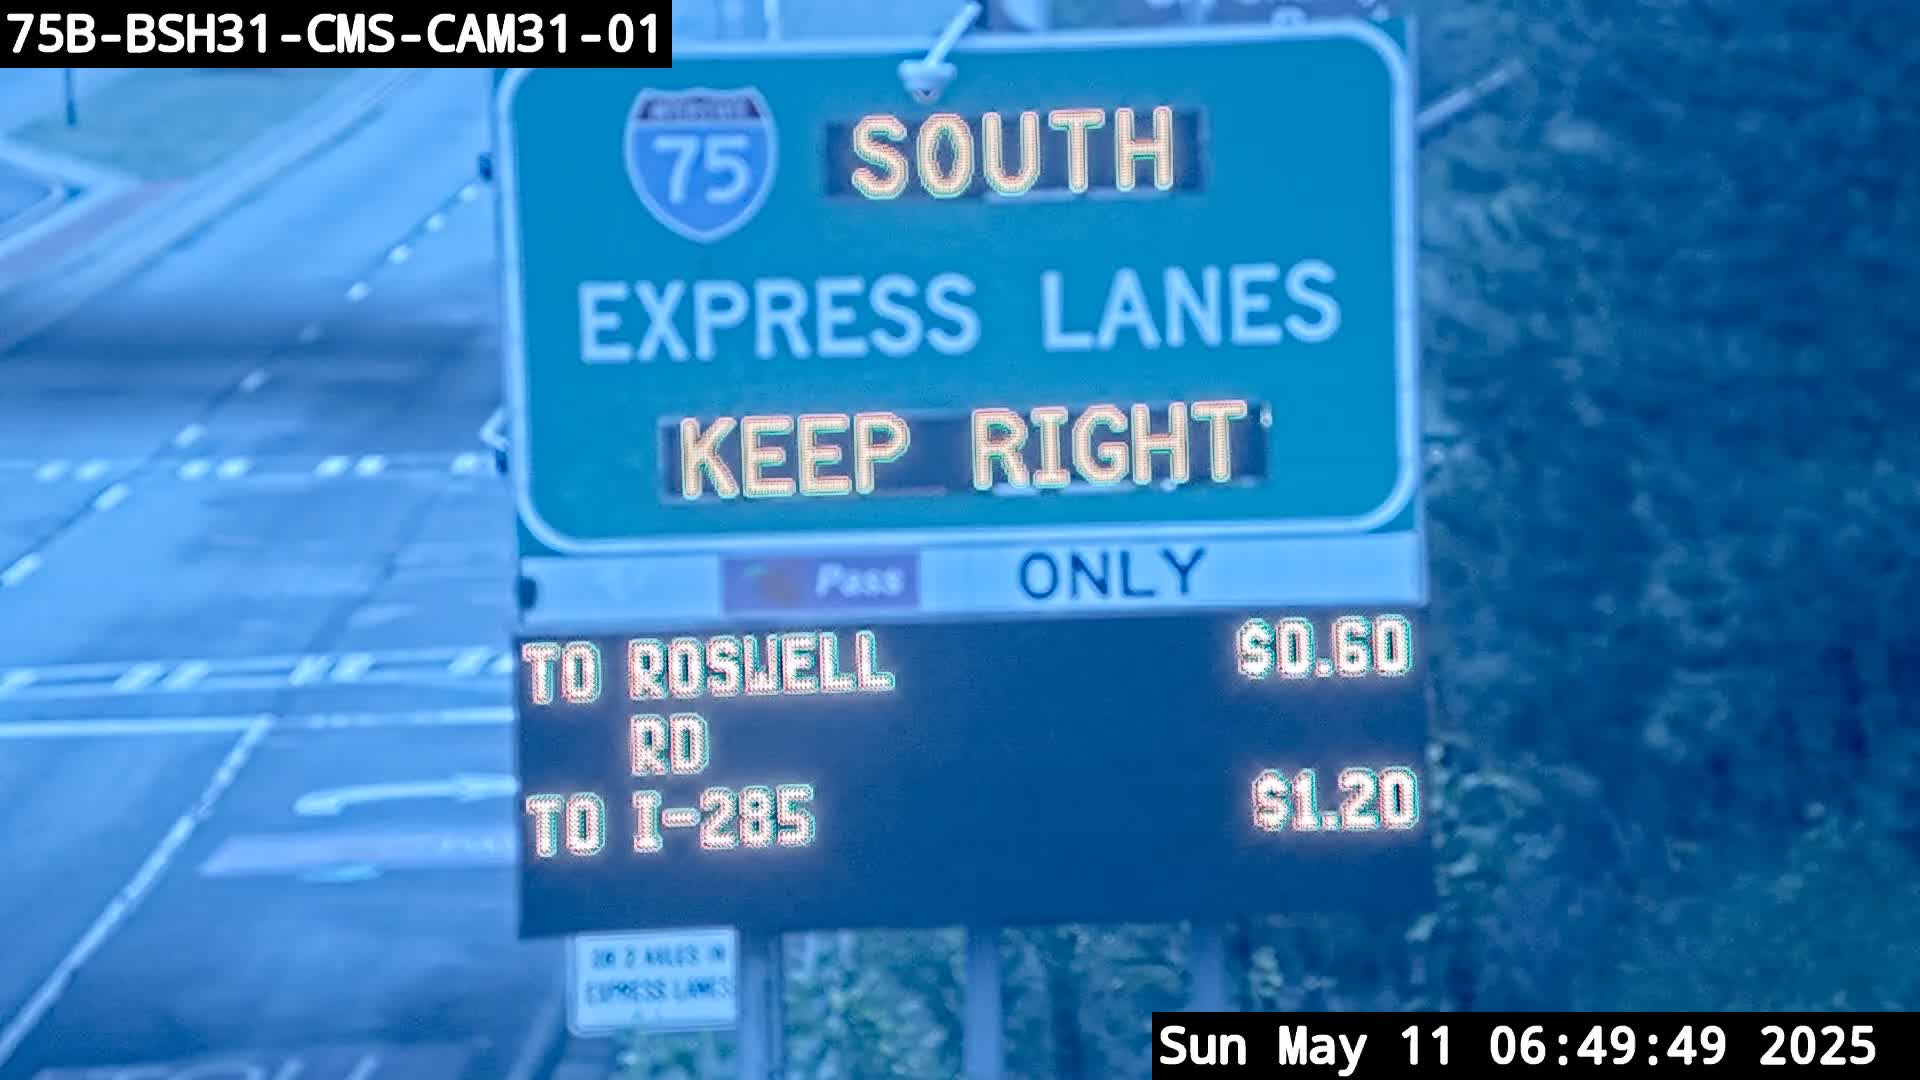 75B-BSH31-CMS-CAM31-01
75 SOUTH
EXPRESS LANES
KEEP RIGHT
Pass ONLY
TO ROSWELL $0.60
RD
TO I-285 $1.20
EXPRESS LANES
Sun May 11 06:49:49 2025